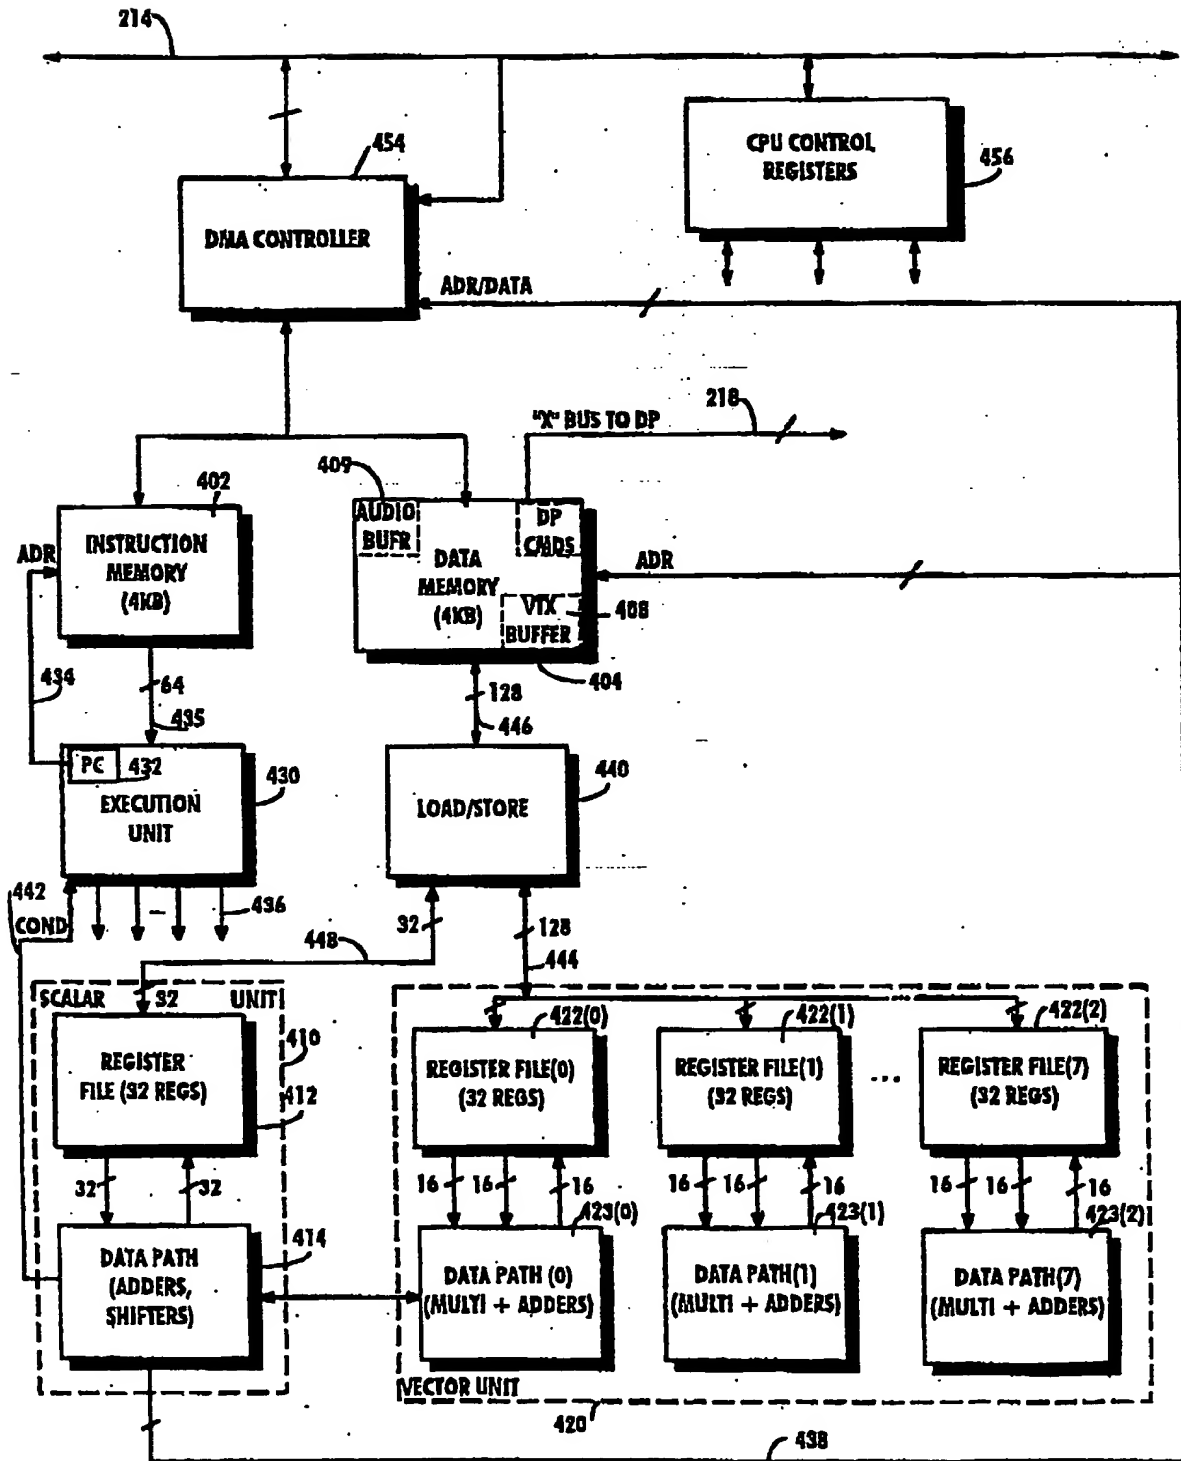 214
CPU CONTROL
REGISTERS
456
454
DMA CONTROLLER
ADR/DATA
"X" BUS TO DP
218
409
402
AUDIO
BUFR
DP
CMDS
INSTRUCTION
MEMORY
(4KB)
ADR
DATA
MEMORY
(4KB)
ADR
VTX
BUFFER
408
404
434
64
435
128
446
PC
432
EXECUTION
UNIT
430
LOAD/STORE
440
442
COND
436
32
128
448
444
SCALAR
UNIT
32
410
REGISTER
FILE (32 REGS)
412
422(0)
422(1)
422(2)
REGISTER FILE(0)
(32 REGS)
REGISTER FILE(1)
(32 REGS)
...
REGISTER FILE(7)
(32 REGS)
32
32
16
16
16
16
16
16
16
16
16
423(0)
423(1)
423(2)
414
DATA PATH
(ADDERS,
SHIFTERS)
DATA PATH (0)
(MULTI + ADDERS)
DATA PATH(1)
(MULTI + ADDERS)
DATA PATH(7)
(MULTI + ADDERS)
VECTOR UNIT
420
438